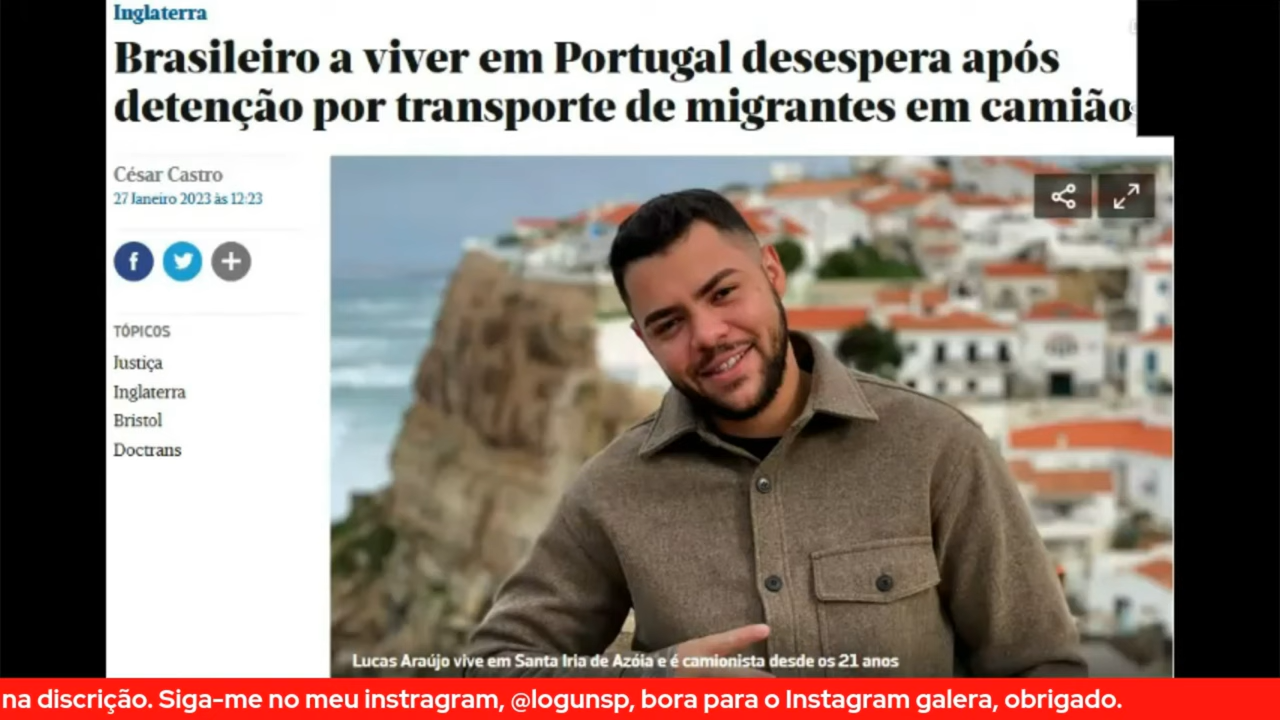 Inglaterra
Brasileiro a viver em Portugal desespera após
detenção por transporte de migrantes em camião
César Castro
27 Janeiro 2023 às 12:23
TÓPICOS
Justiça
Inglaterra
Bristol
Doctrans
Lucas Araújo vive em Santa Iria de Azóia e é camionista desde os 21 anos
na discrição. Siga-me no meu instragram, @logunsp, bora para o Instagram galera, obrigado.